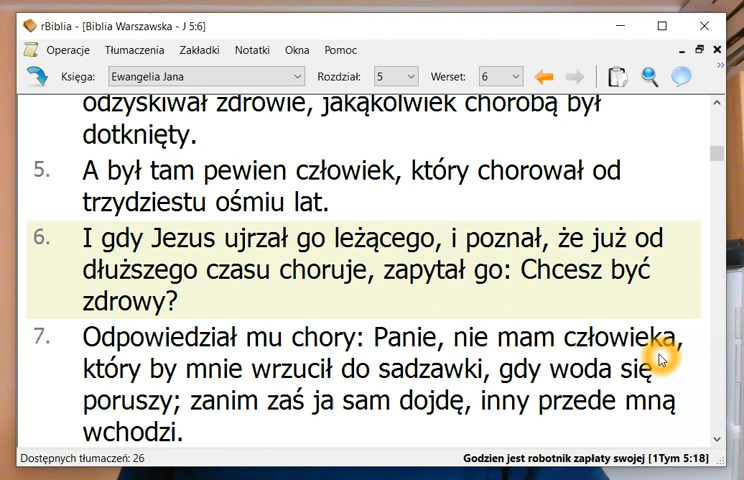 rBiblia - [Biblia Warszawska - J 5:6]
Operacje Tłumaczenia Zakładki Notatki Okna Pomoc
Księga: Ewangelia Jana Rozdział: 5 Werset: 6
odzyskiwał zdrowie, jakąkolwiek chorobą był
dotknięty.
5. A był tam pewien człowiek, który chorował od
trzydziestu ośmiu lat.
6. I gdy Jezus ujrzał go leżącego, i poznał, że już od
dłuższego czasu choruje, zapytał go: Chcesz być
zdrowy?
7. Odpowiedział mu chory: Panie, nie mam człowieka,
który by mnie wrzucił do sadzawki, gdy woda się
poruszy; zanim zaś ja sam dojdę, inny przede mną
wchodzi.
Dostępnych tłumaczeń: 26 Godzien jest robotnik zapłaty swojej [1Tym 5:18]